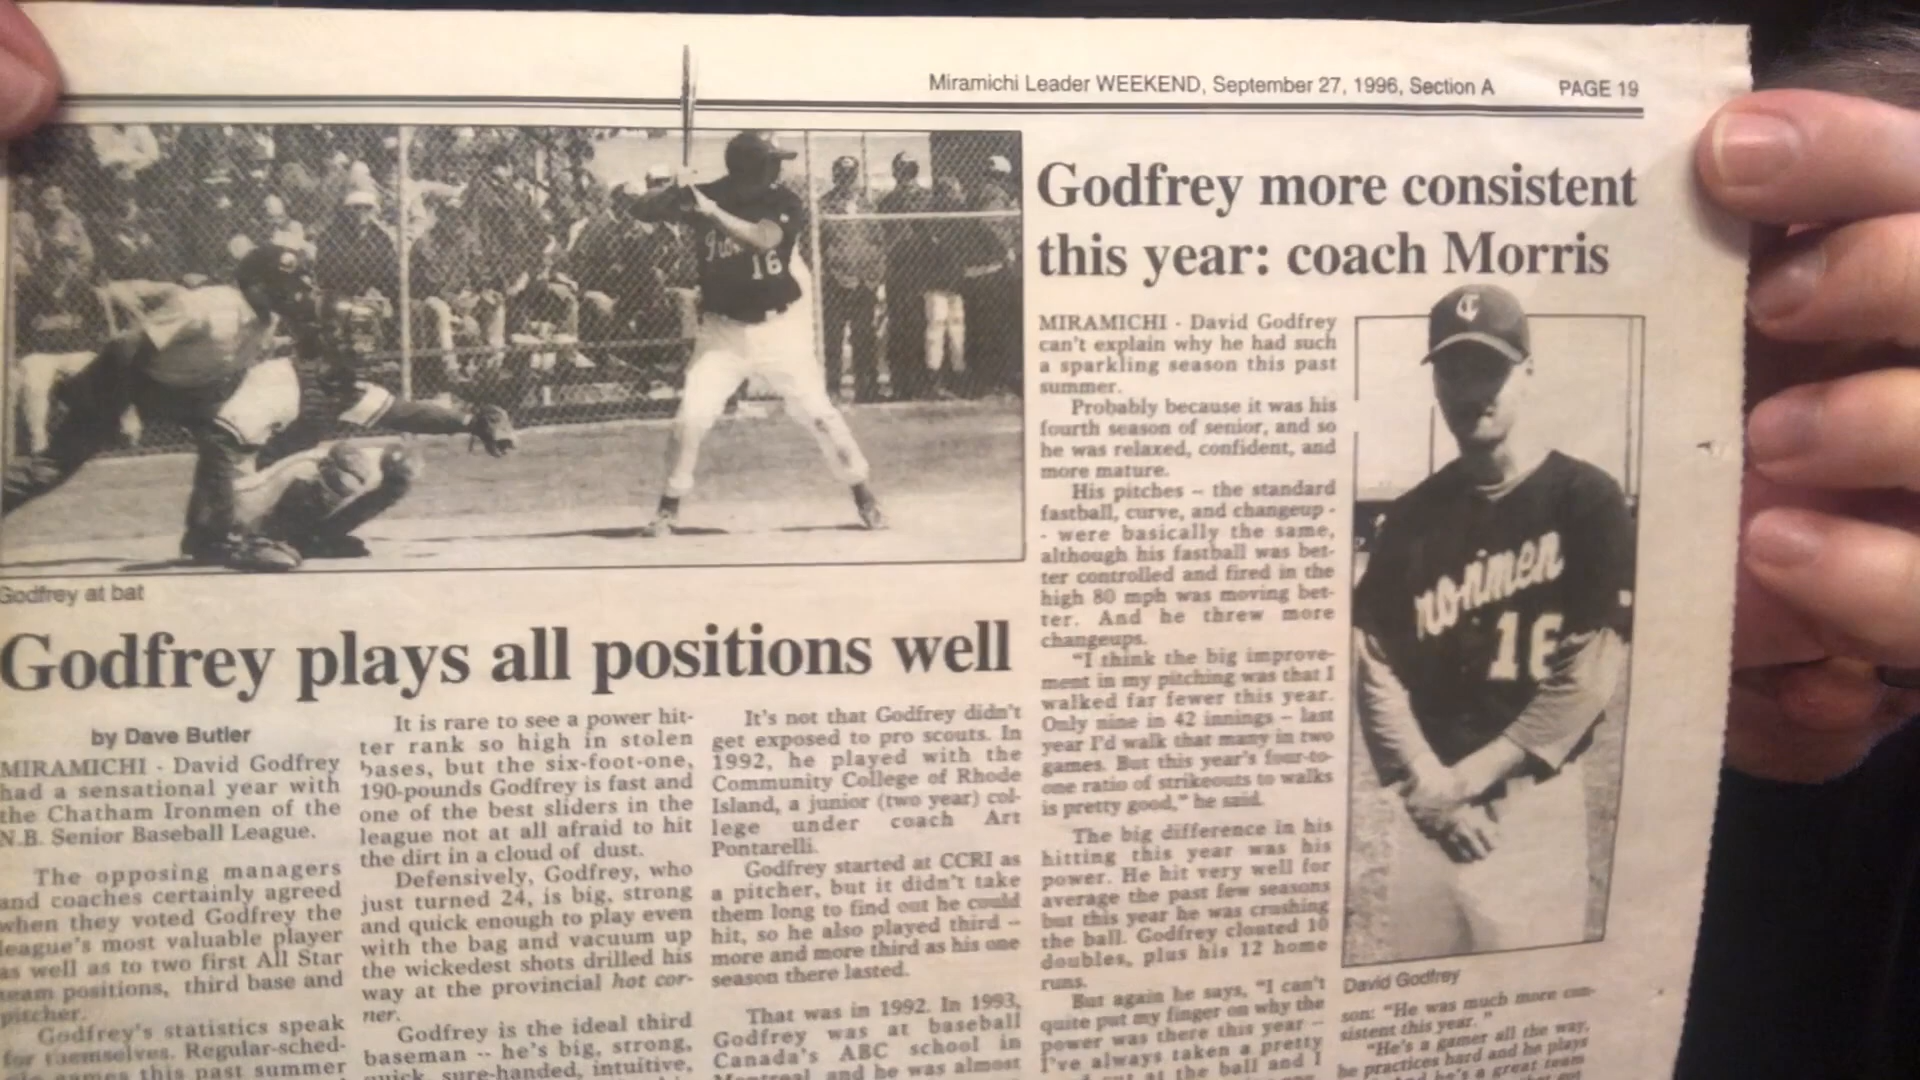 Miramichi Leader WEEKEND, September 27, 1996, Section A PAGE 19
16
Godfrey at bat
Godfrey plays all positions well
by Dave Butler
MIRAMICHI - David Godfrey
had a sensational year with
the Chatham Ironmen of the
N.B. Senior Baseball League.
The opposing managers
and coaches certainly agreed
when they voted Godfrey the
league's most valuable player
as well as to two first All Star
team positions, third base and
pitcher.
Godfrey's statistics speak
for themselves. Regular-sched-
games this past summer
It is rare to see a power hit-
ter rank so high in stolen
bases, but the six-foot-one,
190-pounds Godfrey is fast and
one of the best sliders in the
league not at all afraid to hit
the dirt in a cloud of dust.
Defensively, Godfrey, who
just turned 24, is big, strong
and quick enough to play even
with the bag and vacuum up
the wickedest shots drilled his
way at the provincial hot cor-
ner.
Godfrey is the ideal third
baseman -- he's big, strong,
quick, sure-handed, intuitive,
It's not that Godfrey didn't
get exposed to pro scouts. In
1992, he played with the
Community College of Rhode
Island, a junior (two year) col-
lege under coach Art
Pontarelli.
Godfrey started at CCRI as
a pitcher, but it didn't take
them long to find out he could
hit, so he also played third --
more and more third as his one
season there lasted.
That was in 1992. In 1993,
Godfrey was at baseball
Canada's ABC school in
Montreal and he was almost
Godfrey more consistent
this year: coach Morris
MIRAMICHI - David Godfrey
can't explain why he had such
a sparkling season this past
summer.
Probably because it was his
fourth season of senior, and so
he was relaxed, confident, and
more mature.
His pitches -- the standard
fastball, curve, and changeup -
- were basically the same,
although his fastball was bet-
ter controlled and fired in the
high 80 mph was moving bet-
ter. And he threw more
changeups.
"I think the big improve-
ment in my pitching was that I
walked far fewer this year.
Only nine in 42 innings -- last
year I'd walk that many in two
games. But this year's four-to-
one ratio of strikeouts to walks
is pretty good," he said.
The big difference in his
hitting this year was his
power. He hit very well for
average the past few seasons
but this year he was crushing
the ball. Godfrey clouted 10
doubles, plus his 12 home
runs.
But again he says, "I can't
quite put my finger on why the
power was there this year --
I've always taken a pretty
at the ball and I
C
Ironmen
16
David Godfrey
son: "He was much more con-
sistent this year."
"He's a gamer all the way,
he practices hard and he plays
he's a great team